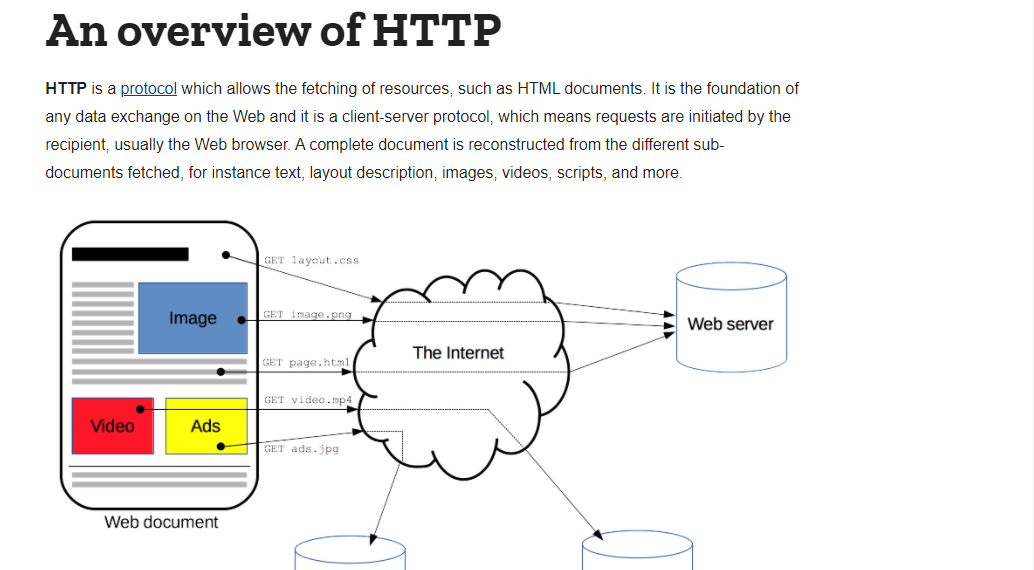 An overview of HTTP
HTTP is a protocol which allows the fetching of resources, such as HTML documents. It is the foundation of
any data exchange on the Web and it is a client-server protocol, which means requests are initiated by the
recipient, usually the Web browser. A complete document is reconstructed from the different sub-
documents fetched, for instance text, layout description, images, videos, scripts, and more.
GET layout.css
Image
GET image.png
Web server
The Internet
GET page.html
GET video.mp4
Video
Ads
GET ads.jpg
Web document